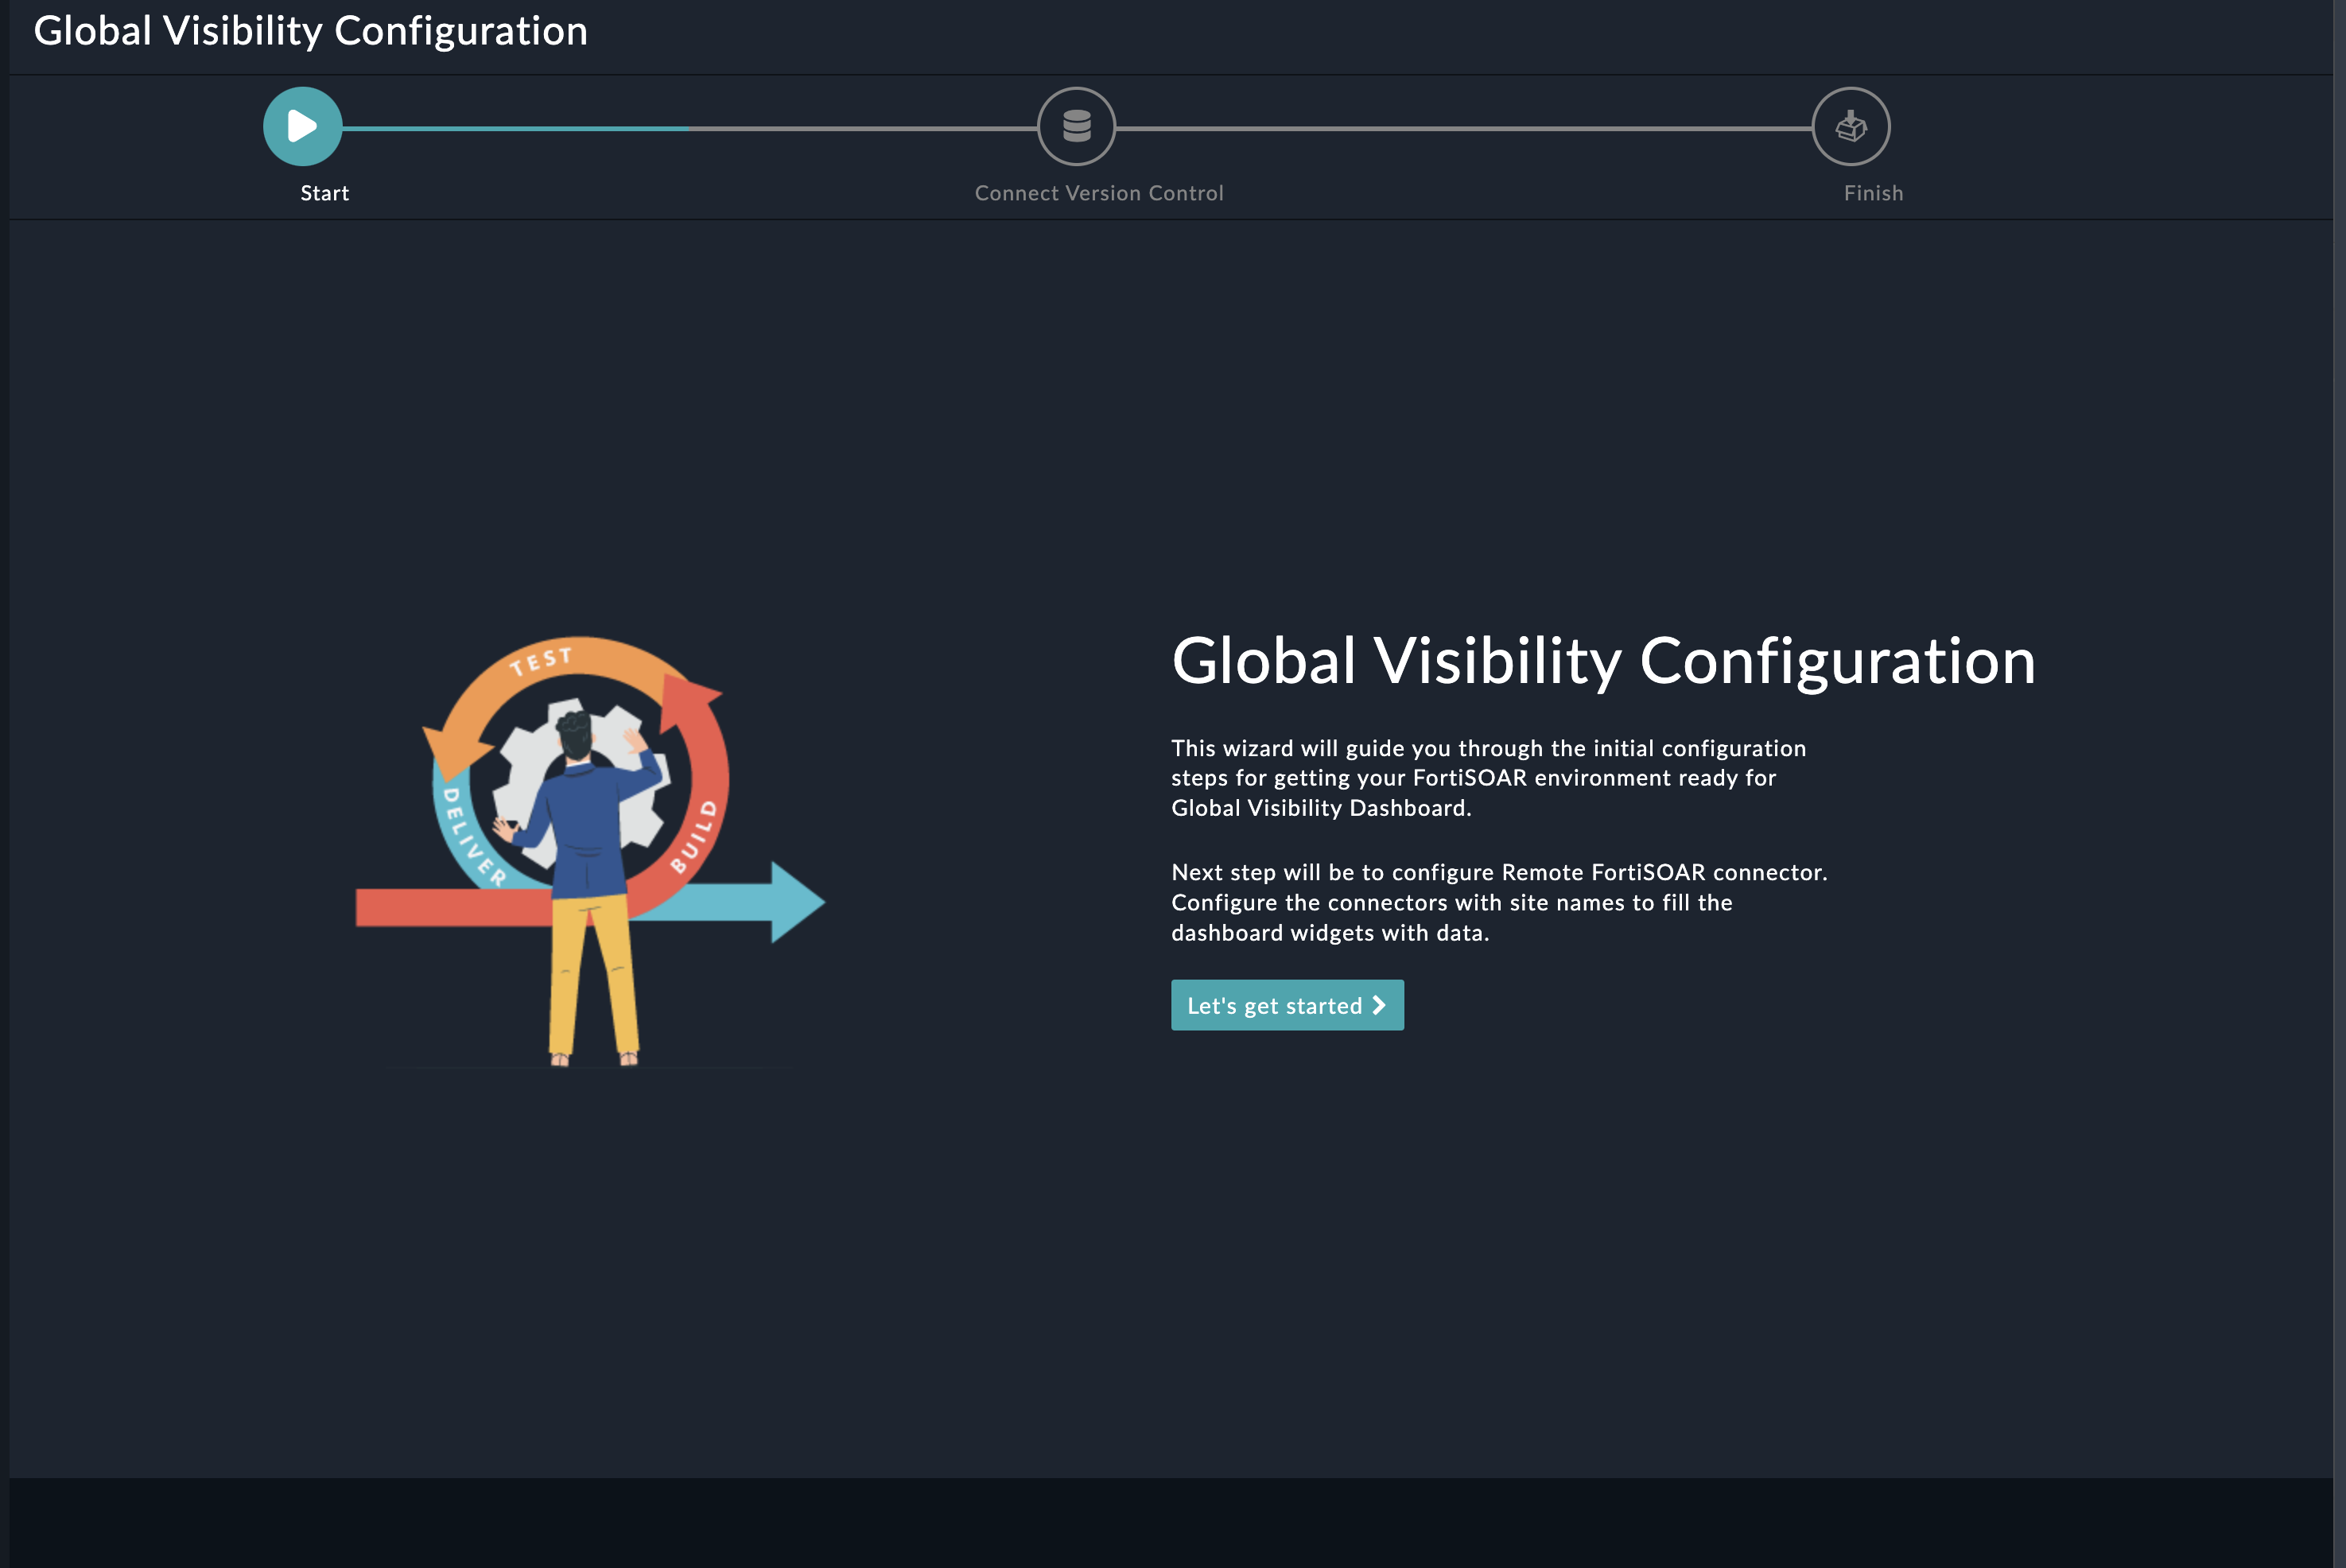 Global Visibility Configuration
Start
Connect Version Control
Finish
TEST
DELIVER
BUILD
Global Visibility Configuration
This wizard will guide you through the initial configuration
steps for getting your FortiSOAR environment ready for
Global Visibility Dashboard.
Next step will be to configure Remote FortiSOAR connector.
Configure the connectors with site names to fill the
dashboard widgets with data.
Let's get started